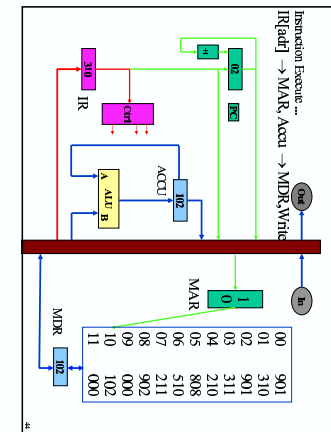 Instruction Execute ...
IR[adr] → MAR, Accu → MDR,Write
Out
In
+1
02
PC
310
IR
Ctrl
ACCU
102
ALU
A
B
MAR
1
0
00 901
01 310
02 901
03 311
04 210
05 808
06 510
07 211
08 902
09 000
10 102
11 000
MDR
102